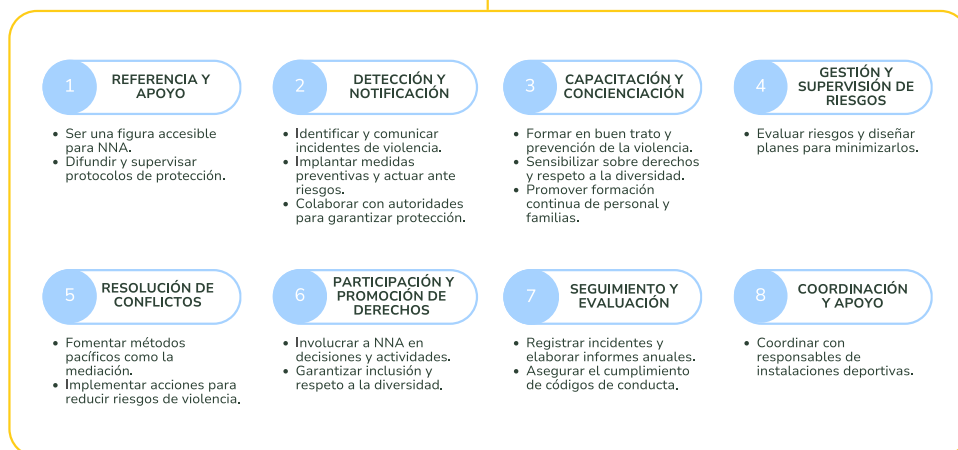 1
REFERENCIA Y
APOYO
• Ser una figura accesible
para NNA.
• Difundir y supervisar
protocolos de protección.
2
DETECCIÓN Y
NOTIFICACIÓN
• Identificar y comunicar
incidentes de violencia.
• Implantar medidas
preventivas y actuar ante
riesgos.
• Colaborar con autoridades
para garantizar protección.
3
CAPACITACIÓN Y
CONCIENCIACIÓN
• Formar en buen trato y
prevención de la violencia.
• Sensibilizar sobre derechos
y respeto a la diversidad.
• Promover formación
continua de personal y
familias.
4
GESTIÓN Y
SUPERVISIÓN DE
RIESGOS
• Evaluar riesgos y diseñar
planes para minimizarlos.
5
RESOLUCIÓN DE
CONFLICTOS
• Fomentar métodos
pacíficos como la
mediación.
• Implementar acciones para
reducir riesgos de violencia.
6
PARTICIPACIÓN Y
PROMOCIÓN DE
DERECHOS
• Involucrar a NNA en
decisiones y actividades.
• Garantizar inclusión y
respeto a la diversidad.
7
SEGUIMIENTO Y
EVALUACIÓN
• Registrar incidentes y
elaborar informes anuales.
• Asegurar el cumplimiento
de códigos de conducta.
8
COORDINACIÓN
Y APOYO
• Coordinar con
responsables de
instalaciones deportivas.